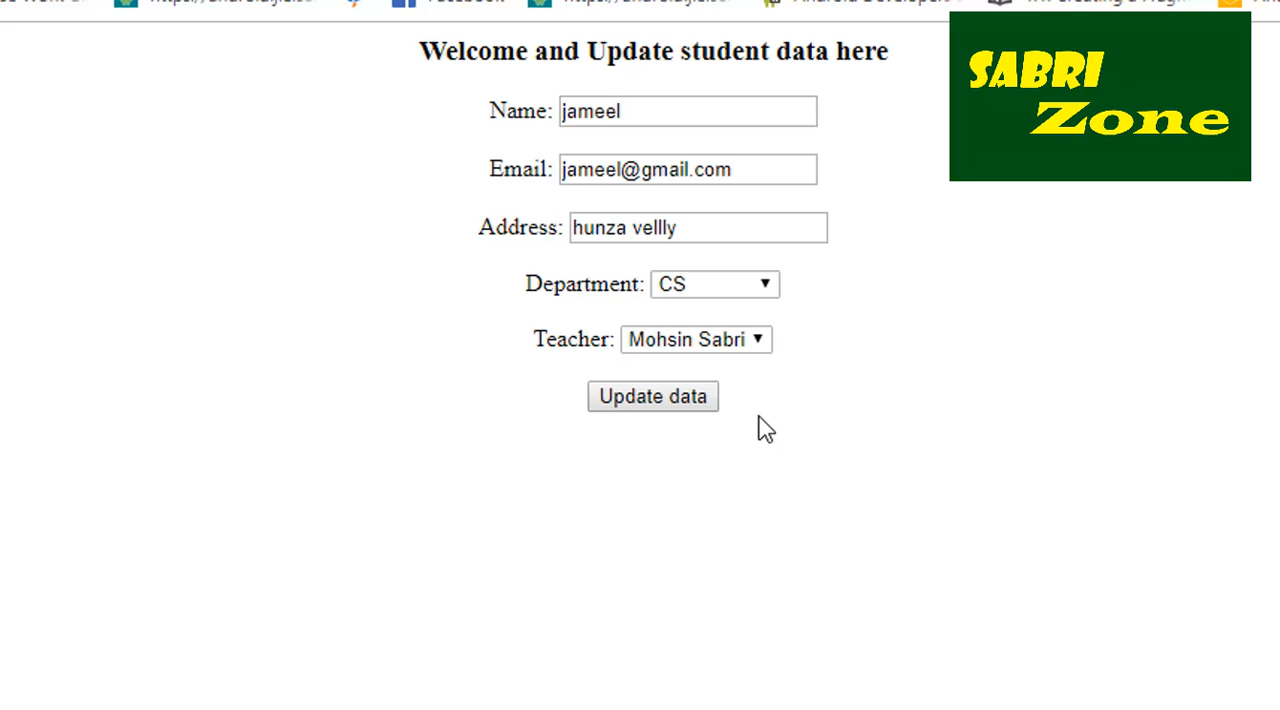 Facebook
Welcome and Update student data here
SABRI
Zone
Name: jameel
Email: jameel@gmail.com
Address: hunza vellly
Department: CS
Teacher: Mohsin Sabri
Update data